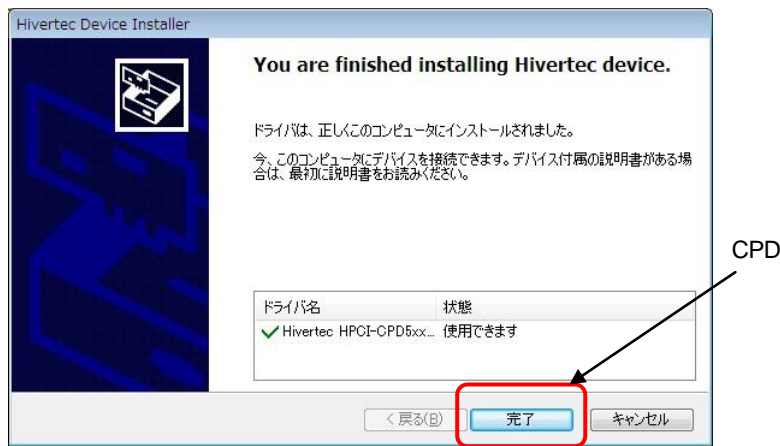 Hivertec Device Installer
You are finished installing Hivertec device.
ドライバは、正しくこのコンピュータにインストールされました。
今、このコンピュータにデバイスを接続できます。デバイス付属の説明書がある場
合は、最初に説明書をお読みください。
CPD
ドライバ名 状態
Hivertec HPCI-CPD5xx... 使用できます
< 戻る(B) 完了 キャンセル